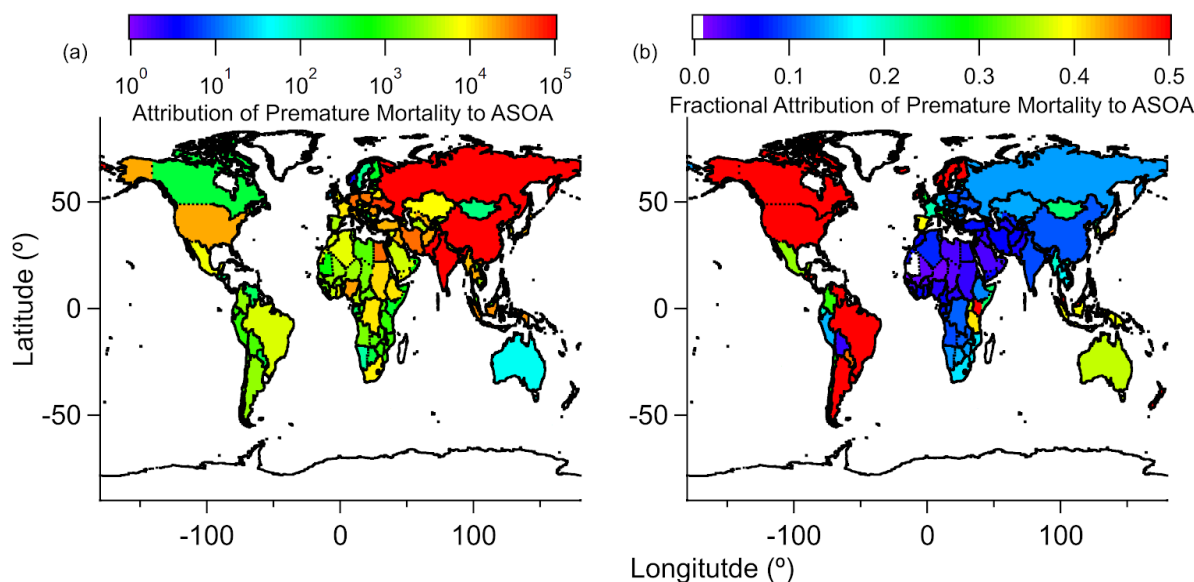 (a)
10⁰ 10¹ 10² 10³ 10⁴ 10⁵
Attribution of Premature Mortality to ASOA
(b)
0.0 0.1 0.2 0.3 0.4 0.5
Fractional Attribution of Premature Mortality to ASOA
Latitude (º)
50
0
-50
-100 0 100
50
0
-50
-100 0 100
Longitutde (º)